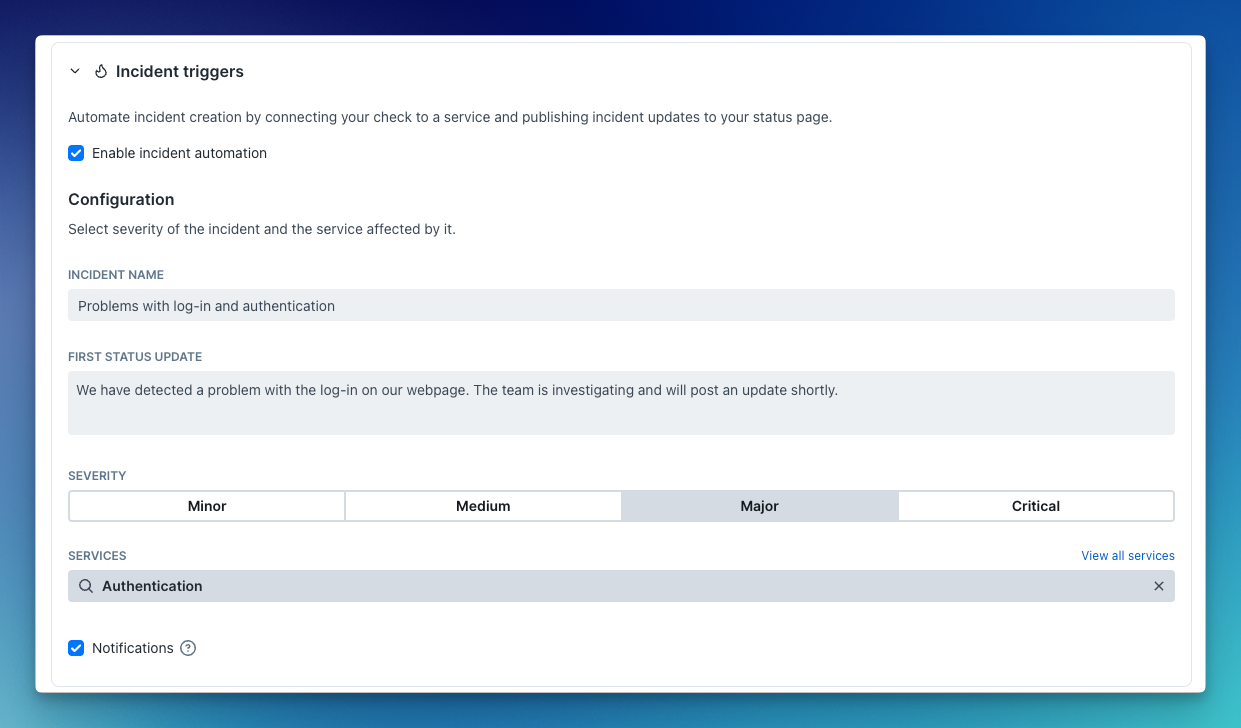 Incident triggers
Automate incident creation by connecting your check to a service and publishing incident updates to your status page.
Enable incident automation
Configuration
Select severity of the incident and the service affected by it.
INCIDENT NAME
Problems with log-in and authentication
FIRST STATUS UPDATE
We have detected a problem with the log-in on our webpage. The team is investigating and will post an update shortly.
SEVERITY
Minor Medium Major Critical
SERVICES View all services
Authentication
Notifications ?